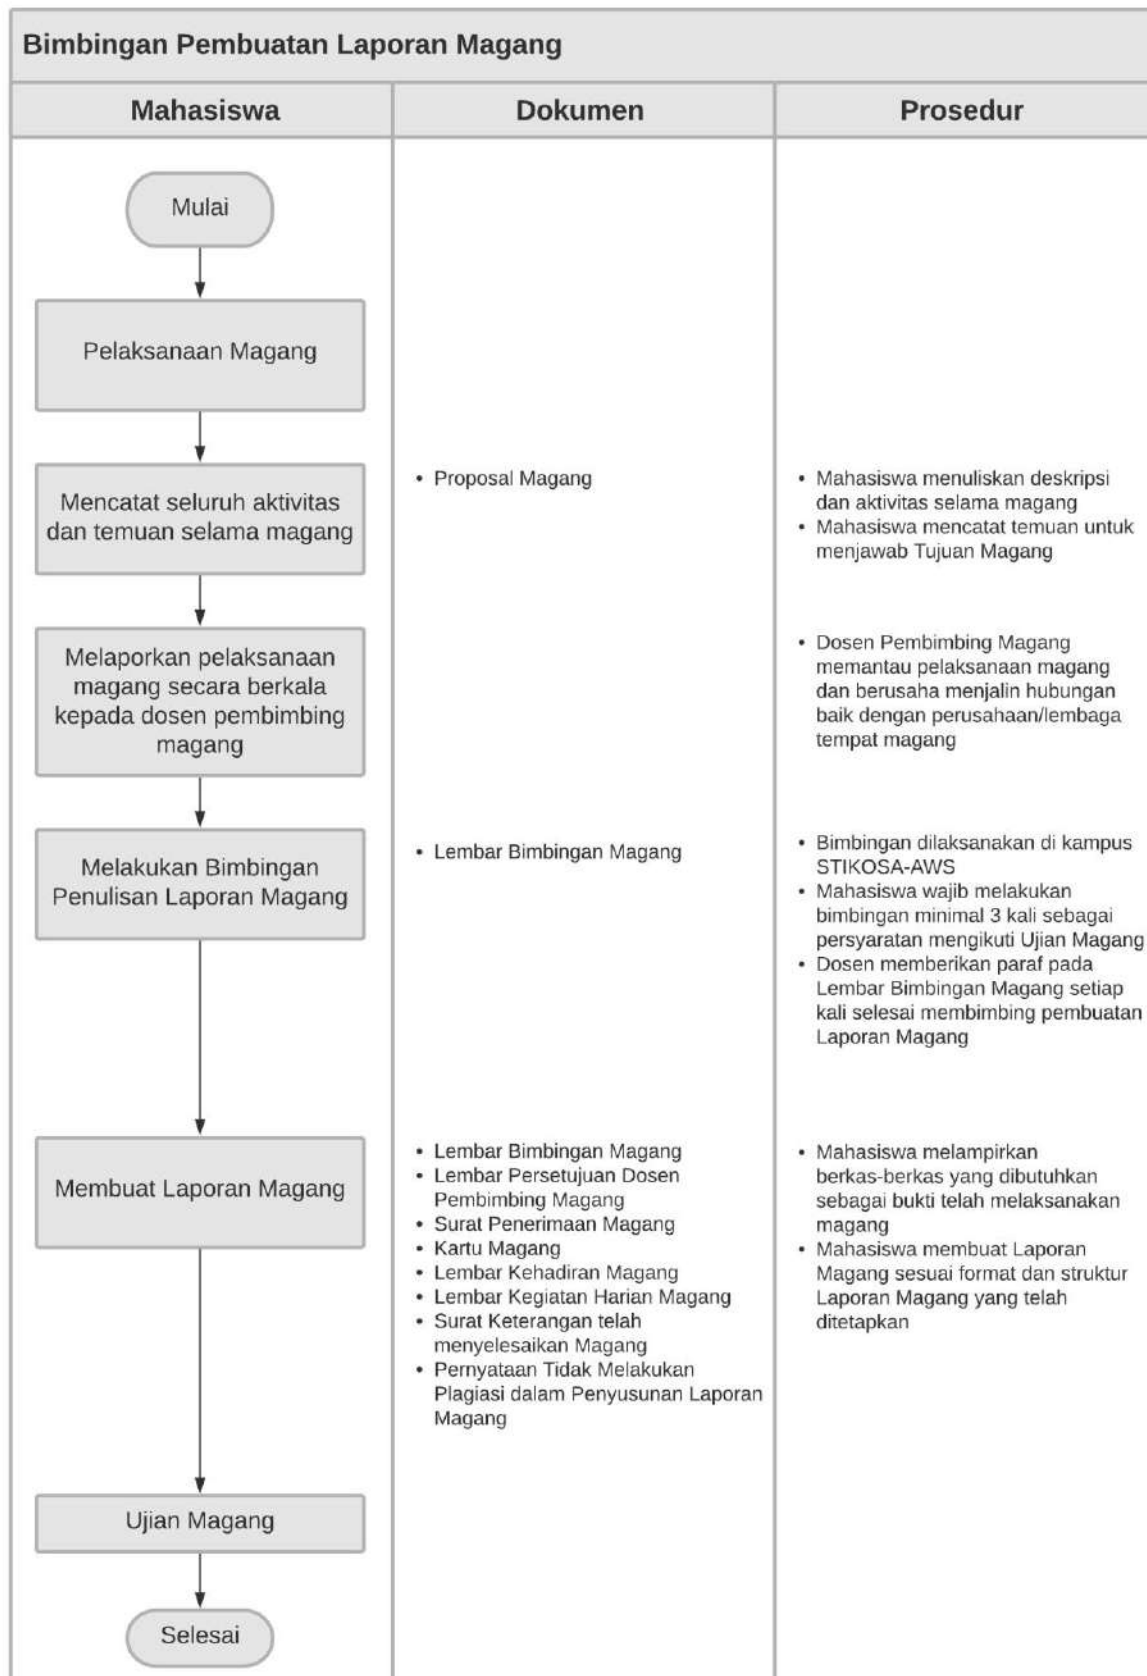 Bimbingan Pembuatan Laporan Magang
Mahasiswa
Dokumen
Prosedur
Mulai
Pelaksanaan Magang
Mencatat seluruh aktivitas
dan temuan selama magang
• Proposal Magang
• Mahasiswa menuliskan deskripsi
dan aktivitas selama magang
• Mahasiswa mencatat temuan untuk
menjawab Tujuan Magang
Melaporkan pelaksanaan
magang secara berkala
kepada dosen pembimbing
magang
• Dosen Pembimbing Magang
memantau pelaksanaan magang
dan berusaha menjalin hubungan
baik dengan perusahaan/lembaga
tempat magang
Melakukan Bimbingan
Penulisan Laporan Magang
• Lembar Bimbingan Magang
• Bimbingan dilaksanakan di kampus
STIKOSA-AWS
• Mahasiswa wajib melakukan
bimbingan minimal 3 kali sebagai
persyaratan mengikuti Ujian Magang
• Dosen memberikan paraf pada
Lembar Bimbingan Magang setiap
kali selesai membimbing pembuatan
Laporan Magang
Membuat Laporan Magang
• Lembar Bimbingan Magang
• Lembar Persetujuan Dosen
Pembimbing Magang
• Surat Penerimaan Magang
• Kartu Magang
• Lembar Kehadiran Magang
• Lembar Kegiatan Harian Magang
• Surat Keterangan telah
menyelesaikan Magang
• Pernyataan Tidak Melakukan
Plagiasi dalam Penyusunan Laporan
Magang
• Mahasiswa melampirkan
berkas-berkas yang dibutuhkan
sebagai bukti telah melaksanakan
magang
• Mahasiswa membuat Laporan
Magang sesuai format dan struktur
Laporan Magang yang telah
ditetapkan
Ujian Magang
Selesai